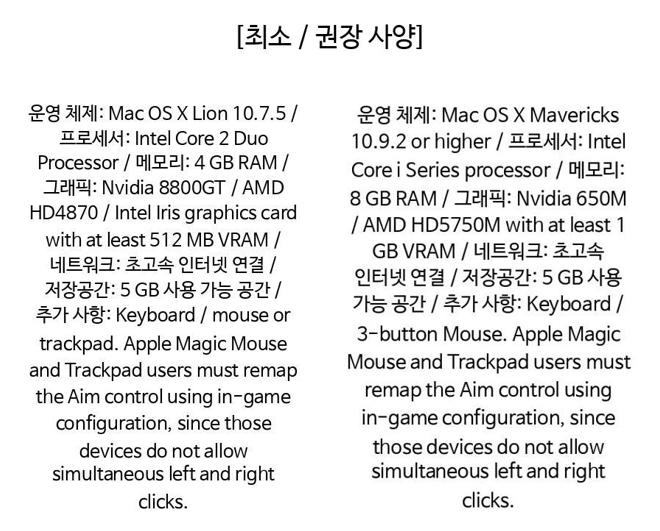 [최소 / 권장 사양]
운영 체제: Mac OS X Lion 10.7.5 /
프로세서: Intel Core 2 Duo
Processor / 메모리: 4 GB RAM /
그래픽: Nvidia 8800GT / AMD
HD4870 / Intel Iris graphics card
with at least 512 MB VRAM /
네트워크: 초고속 인터넷 연결 /
저장공간: 5 GB 사용 가능 공간 /
추가 사항: Keyboard / mouse or
trackpad. Apple Magic Mouse
and Trackpad users must remap
the Aim control using in-game
configuration, since those
devices do not allow
simultaneous left and right
clicks.
운영 체제: Mac OS X Mavericks
10.9.2 or higher / 프로세서: Intel
Core i Series processor / 메모리:
8 GB RAM / 그래픽: Nvidia 650M
/ AMD HD5750M with at least 1
GB VRAM / 네트워크: 초고속
인터넷 연결 / 저장공간: 5 GB 사용
가능 공간 / 추가 사항: Keyboard /
3-button Mouse. Apple Magic
Mouse and Trackpad users must
remap the Aim control using
in-game configuration, since
those devices do not allow
simultaneous left and right
clicks.